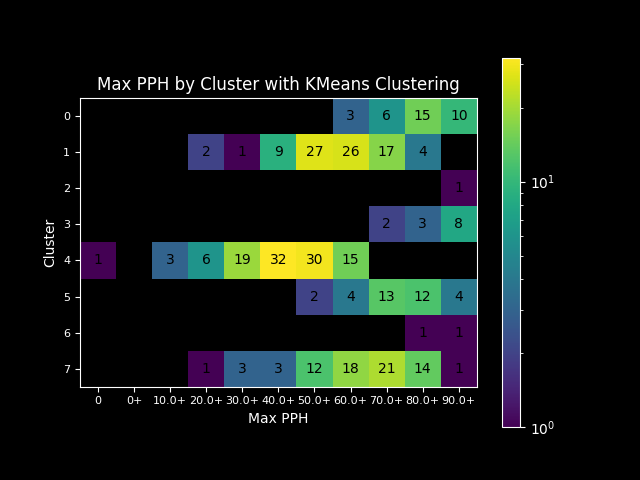 Max PPH by Cluster with KMeans Clustering
0 3 6 15 10
1 2 1 9 27 26 17 4
2 1
3 2 3 8
4 1 3 6 19 32 30 15
5 2 4 13 12 4
6 1 1
7 1 3 3 12 18 21 14 1
0 0+ 10.0+ 20.0+ 30.0+ 40.0+ 50.0+ 60.0+ 70.0+ 80.0+ 90.0+
Max PPH
Cluster
10¹
10⁰